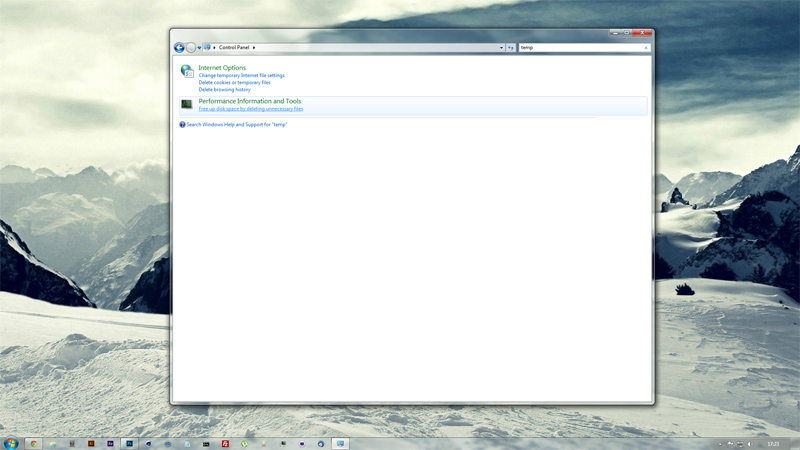 Control Panel
temp
Internet Options
Change temporary Internet file settings
Delete cookies or temporary files
Delete browsing history
Performance Information and Tools
Free up disk space by deleting unnecessary files
Search Windows Help and Support for "temp"
17:23